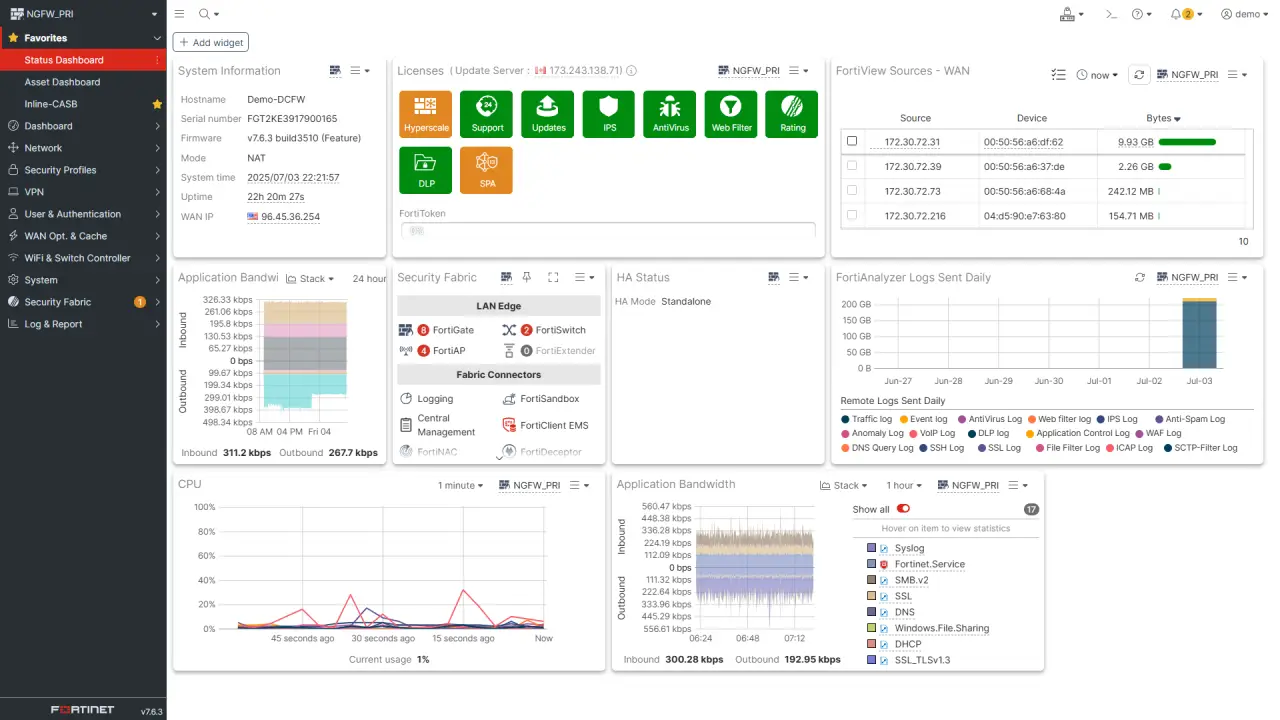 NGFW_PRI
Favorites
Status Dashboard
Asset Dashboard
Inline-CASB
Dashboard
Network
Security Profiles
VPN
User & Authentication
WAN Opt. & Cache
WiFi & Switch Controller
System
Security Fabric 1
Log & Report
FORTINET v7.6.3
2 demo
Add widget
System Information
Hostname Demo-DCFW
Serial number FGT2KE3917900165
Firmware v7.6.3 build3510 (Feature)
Mode NAT
System time 2025/07/03 22:21:57
Uptime 22h 20m 27s
WAN IP 96.45.36.254
Licenses (Update Server : 173.243.138.71) NGFW_PRI
Hyperscale
24
Support
Updates
IPS
AntiVirus
Web Filter
Rating
DLP
SPA
FortiToken
0%
FortiView Sources - WAN now NGFW_PRI
Source Device Bytes
172.30.72.31 00:50:56:a6:df:62 9.93 GB
172.30.72.39 00:50:56:a6:37:de 2.26 GB
172.30.72.73 00:50:56:a6:68:4a 242.12 MB
172.30.72.216 04:d5:90:e7:63:80 154.71 MB
10
Application Bandwi Stack 24 hour
Inbound
Outbound
326.33 kbps
261.06 kbps
195.8 kbps
130.53 kbps
65.27 kbps
0 bps
99.67 kbps
199.34 kbps
299.01 kbps
398.67 kbps
498.34 kbps
08 AM 04 PM Fri 04
Inbound 311.2 kbps Outbound 267.7 kbps
Security Fabric
LAN Edge
8 FortiGate 2 FortiSwitch
4 FortiAP 0 FortiExtender
Fabric Connectors
Logging FortiSandbox
Central
Management
FortiClient EMS
FortiNAC FortiDeceptor
HA Status
HA Mode Standalone
FortiAnalyzer Logs Sent Daily NGFW_PRI
200 GB
150 GB
100 GB
50 GB
0 B
Jun-27 Jun-28 Jun-29 Jun-30 Jul-01 Jul-02 Jul-03
Remote Logs Sent Daily
Traffic log Event log AntiVirus Log Web filter log IPS Log Anti-Spam Log
Anomaly Log VoIP Log DLP log Application Control Log WAF Log
DNS Query Log SSH Log SSL Log File Filter Log ICAP Log SCTP-Filter Log
CPU 1 minute NGFW_PRI
100%
80%
60%
40%
20%
0%
45 seconds ago 30 seconds ago 15 seconds ago Now
Current usage 1%
Application Bandwidth Stack 1 hour NGFW_PRI
Inbound
Outbound
560.47 kbps
448.38 kbps
336.28 kbps
224.19 kbps
112.09 kbps
0 bps
111.32 kbps
222.64 kbps
333.96 kbps
445.29 kbps
556.61 kbps
06:24 06:48 07:12
Inbound 300.28 kbps Outbound 192.95 kbps
Show all 17
Hover on item to view statistics
Syslog
Fortinet.Service
SMB.v2
SSL
DNS
Windows.File.Sharing
DHCP
SSL_TLSv1.3